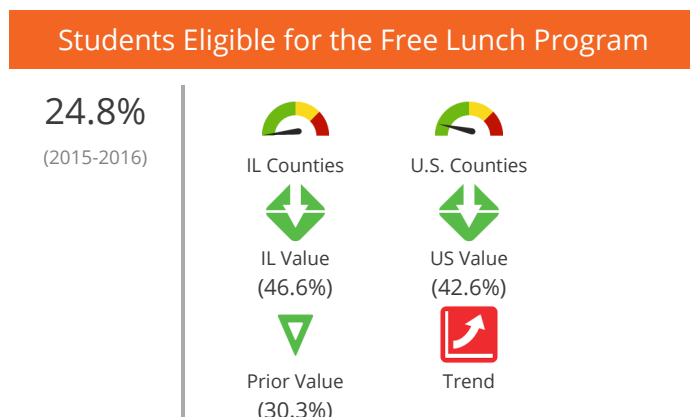 Students Eligible for the Free Lunch Program
24.8%
(2015-2016)
IL Counties
U.S. Counties
IL Value
(46.6%)
US Value
(42.6%)
Prior Value
(30.3%)
Trend